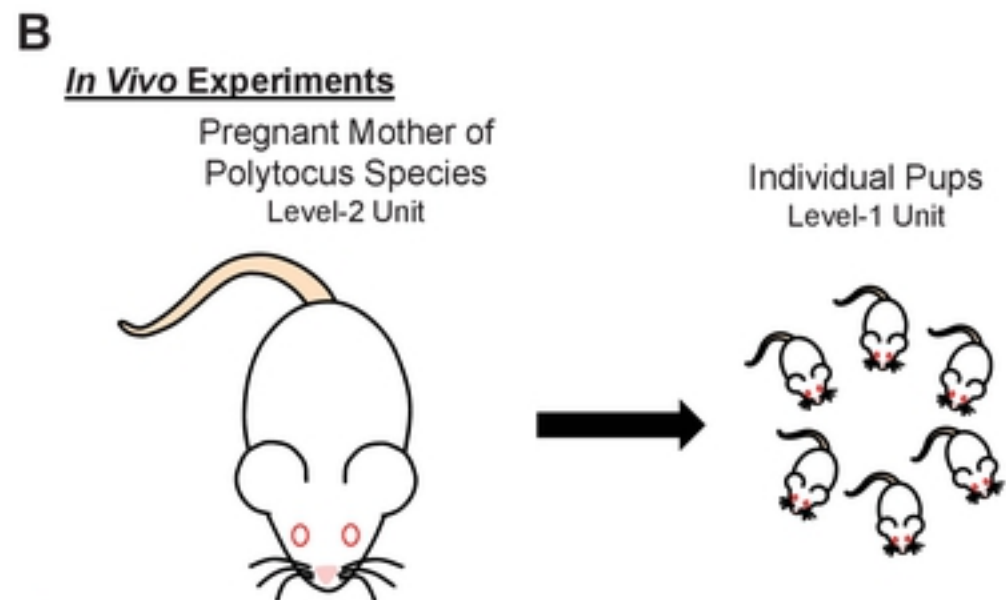 B
In Vivo Experiments
Pregnant Mother of
Polytocus Species
Level-2 Unit
Individual Pups
Level-1 Unit